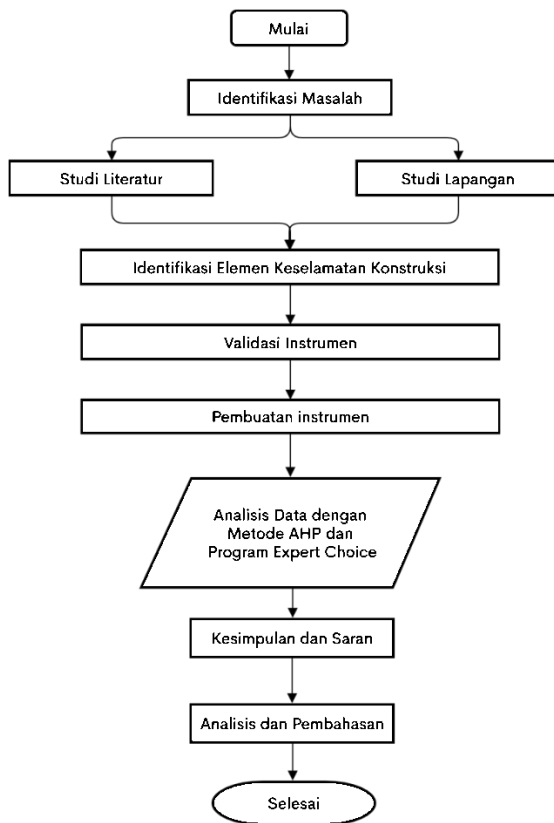 Mulai
Identifikasi Masalah
Studi Literatur
Studi Lapangan
Identifikasi Elemen Keselamatan Konstruksi
Validasi Instrumen
Pembuatan instrumen
Analisis Data dengan
Metode AHP dan
Program Expert Choice
Kesimpulan dan Saran
Analisis dan Pembahasan
Selesai